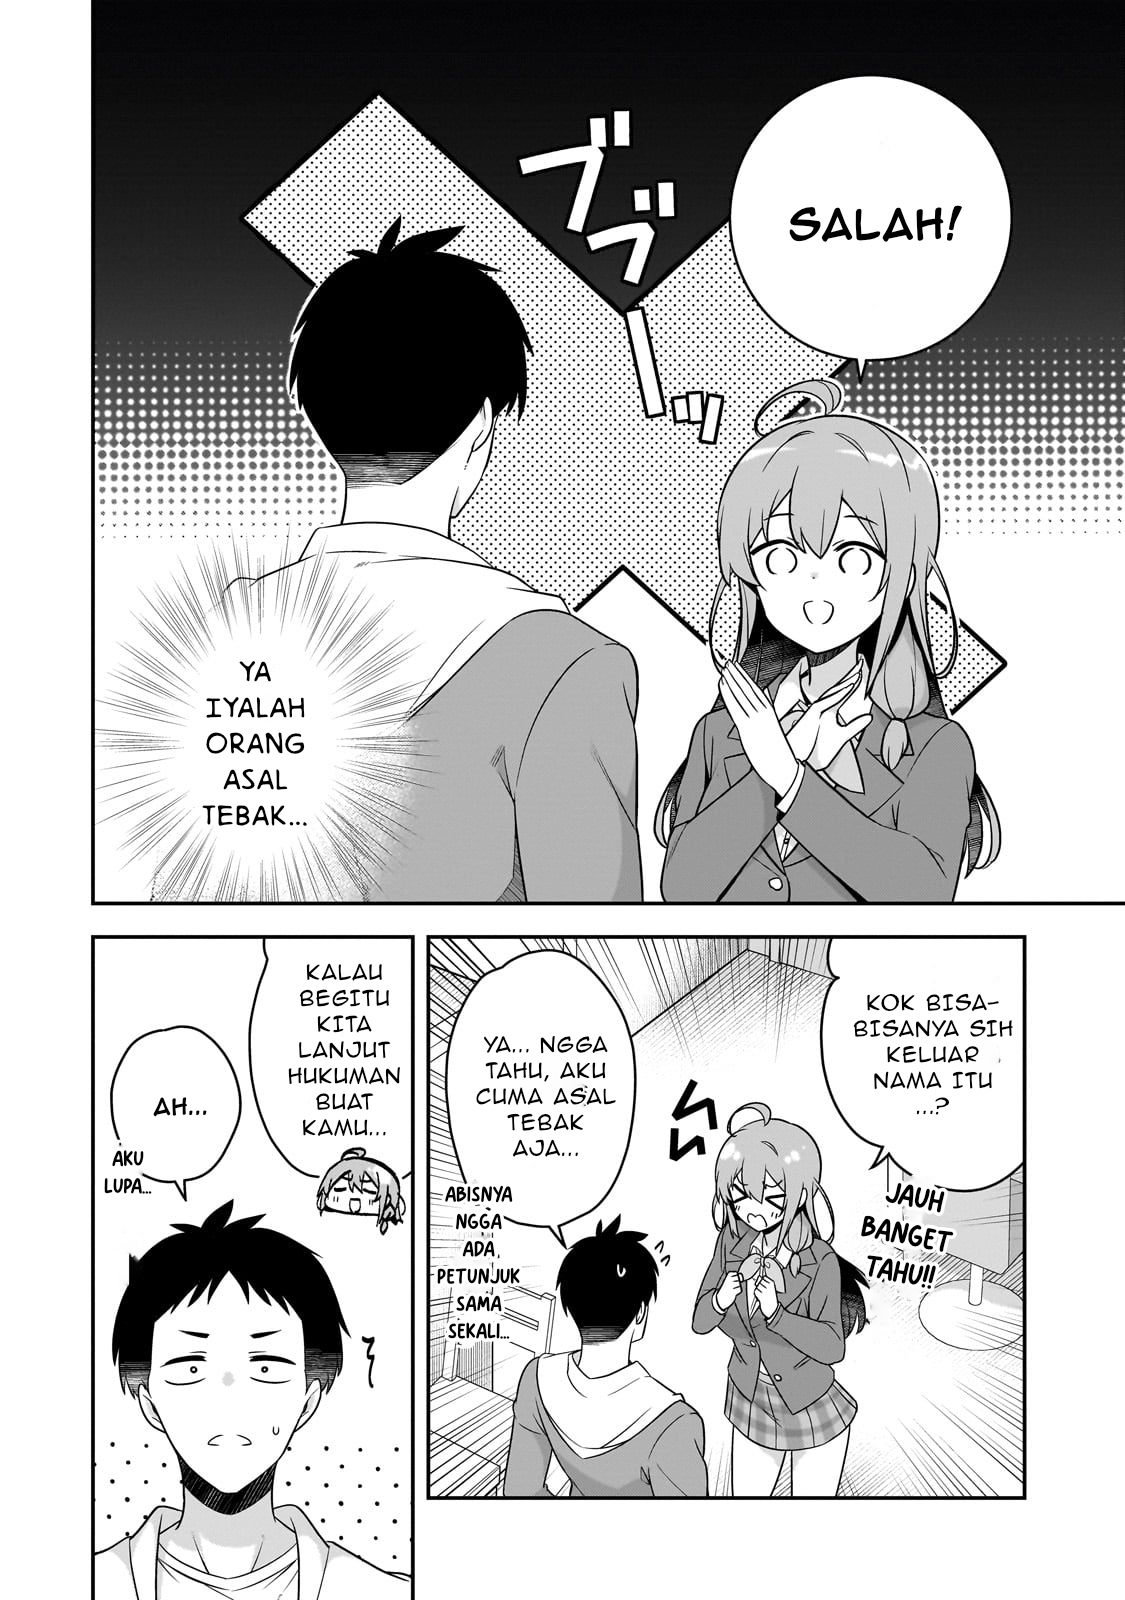 SALAH!
ブブーッ
YA
IYALAH
ORANG
ASAL
TEBAK...
KOK BISA-
BISANYA SIH
KELUAR
NAMA ITU
...?
JAUH
BANGET
TAHU!!
YA... NGGA
TAHU, AKU
CUMA ASAL
TEBAK
AJA...
ABISNYA
NGGA
ADA
PETUNJUK
SAMA
SEKALI...
KALAU
BEGITU
KITA
LANJUT
HUKUMAN
BUAT
KAMU...
AH...
AKU
LUPA...